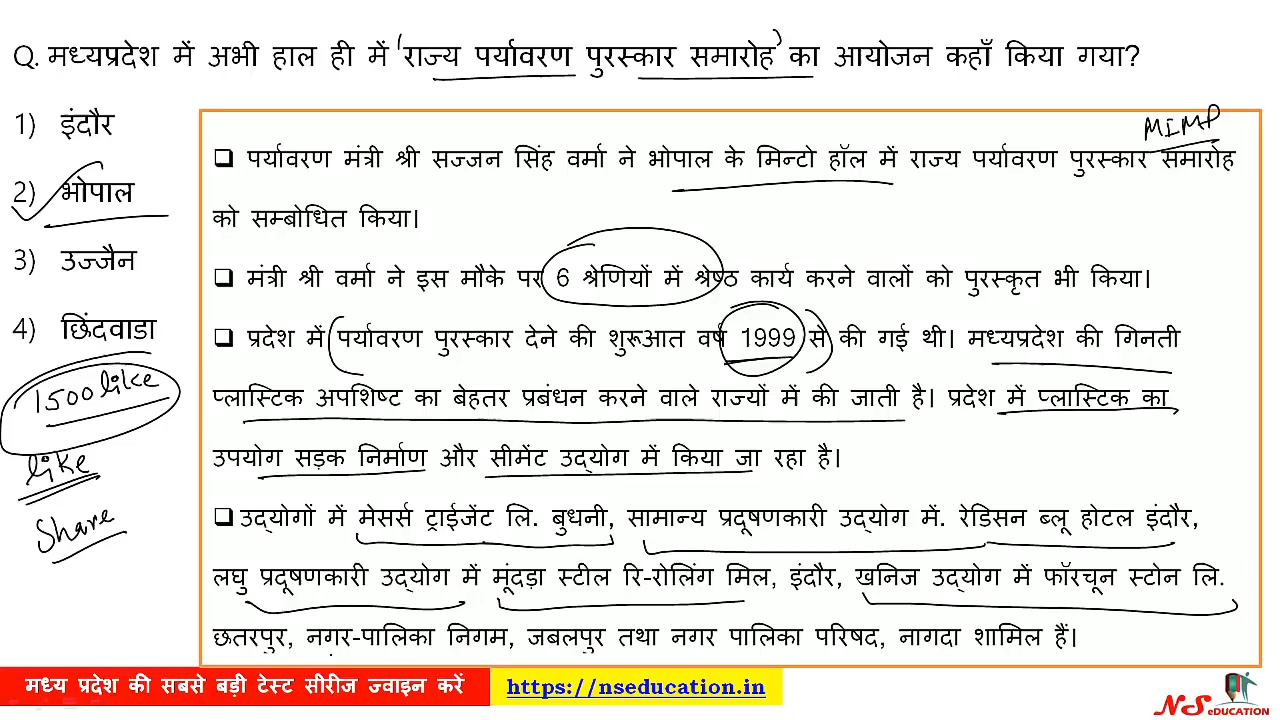 Q. मध्यप्रदेश में अभी हाल ही में 'राज्य पर्यावरण पुरस्कार समारोह' का आयोजन कहाँ किया गया?
1) इंदौर
2) भोपाल
3) उज्जैन
4) छिंदवाडा
1500 like
like
Share
MIMP
पर्यावरण मंत्री श्री सज्जन सिंह वर्मा ने भोपाल के मिन्टो हॉल में राज्य पर्यावरण पुरस्कार समारोह
को सम्बोधित किया।
मंत्री श्री वर्मा ने इस मौके पर 6 श्रेणियों में श्रेष्ठ कार्य करने वालों को पुरस्कृत भी किया।
प्रदेश में पर्यावरण पुरस्कार देने की शुरूआत वर्ष 1999 से की गई थी। मध्यप्रदेश की गिनती
प्लास्टिक अपशिष्ट का बेहतर प्रबंधन करने वाले राज्यों में की जाती है। प्रदेश में प्लास्टिक का
उपयोग सड़क निर्माण और सीमेंट उद्योग में किया जा रहा है।
उद्योगों में मेसर्स ट्राईजेंट लि. बुधनी, सामान्य प्रदूषणकारी उद्योग में. रेडिसन ब्लू होटल इंदौर,
लघु प्रदूषणकारी उद्योग में मूंदड़ा स्टील रि-रोलिंग मिल, इंदौर, खनिज उद्योग में फॉरचून स्टोन लि.
छतरपुर, नगर-पालिका निगम, जबलपुर तथा नगर पालिका परिषद, नागदा शामिल हैं।
मध्य प्रदेश की सबसे बड़ी टेस्ट सीरीज ज्वाइन करें
https://nseducation.in
NS EDUCATION